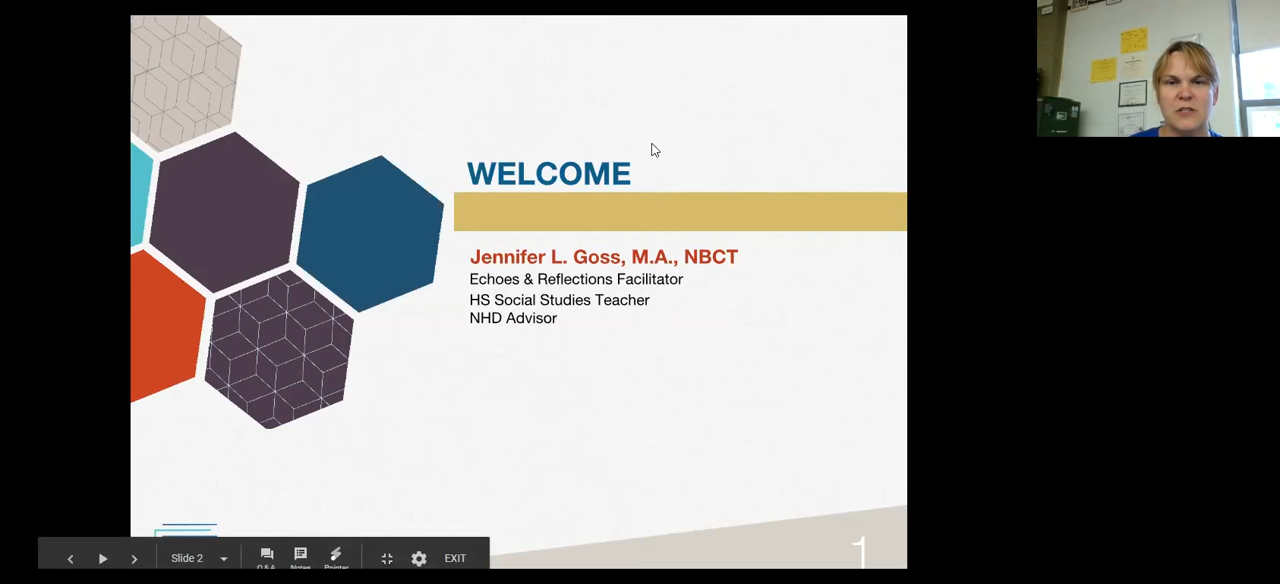 WELCOME
Jennifer L. Goss, M.A., NBCT
Echoes & Reflections Facilitator
HS Social Studies Teacher
NHD Advisor
1
Slide 2
Q&A
Notes
Pointer
EXIT